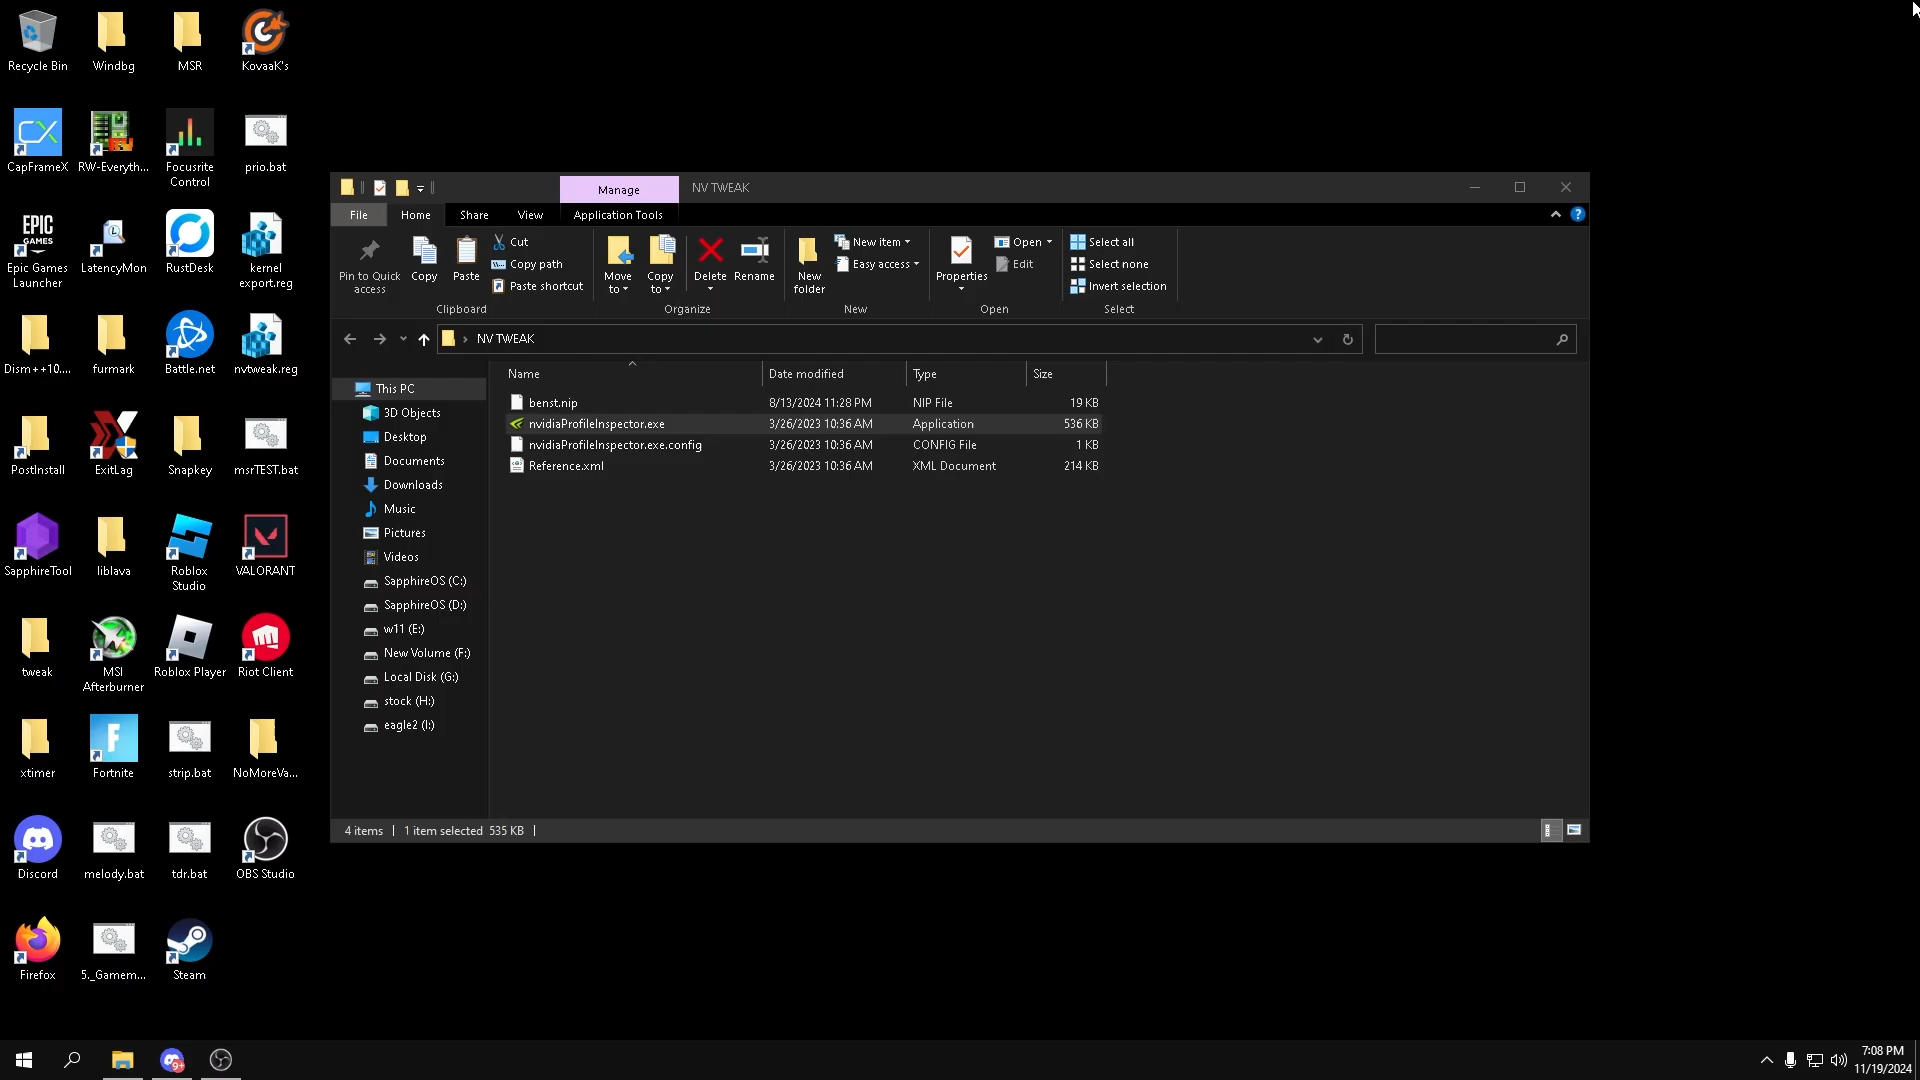 Recycle Bin
Windbg
MSR
KovaaK's
CapFrameX
RW-Everyth...
Focusrite
Control
prio.bat
EPIC
GAMES
Epic Games
Launcher
LatencyMon
RustDesk
kernel
export.reg
Dism++10....
furmark
Battle.net
nvtweak.reg
PostInstall
ExitLag
Snapkey
msrTEST.bat
SapphireTool
liblava
Roblox
Studio
VALORANT
tweak
MSI
Afterburner
Roblox Player
Riot Client
xtimer
Fortnite
strip.bat
NoMoreVa...
Discord
melody.bat
tdr.bat
OBS Studio
Firefox
5._Gamem...
Steam
Manage
NV TWEAK
File
Home
Share
View
Application Tools
Pin to Quick
access
Copy
Paste
Cut
Copy path
Paste shortcut
Clipboard
Move
to
Copy
to
Delete
Rename
Organize
New
folder
New item
Easy access
New
Properties
Open
Edit
Open
Select all
Select none
Invert selection
Select
NV TWEAK
Name
Date modified
Type
Size
benst.nip 8/13/2024 11:28 PM NIP File 19 KB
nvidiaProfileInspector.exe 3/26/2023 10:36 AM Application 536 KB
nvidiaProfileInspector.exe.config 3/26/2023 10:36 AM CONFIG File 1 KB
Reference.xml 3/26/2023 10:36 AM XML Document 214 KB
This PC
3D Objects
Desktop
Documents
Downloads
Music
Pictures
Videos
SapphireOS (C:)
SapphireOS (D:)
w11 (E:)
New Volume (F:)
Local Disk (G:)
stock (H:)
eagle2 (I:)
4 items
1 item selected 535 KB
9+
7:08 PM
11/19/2024